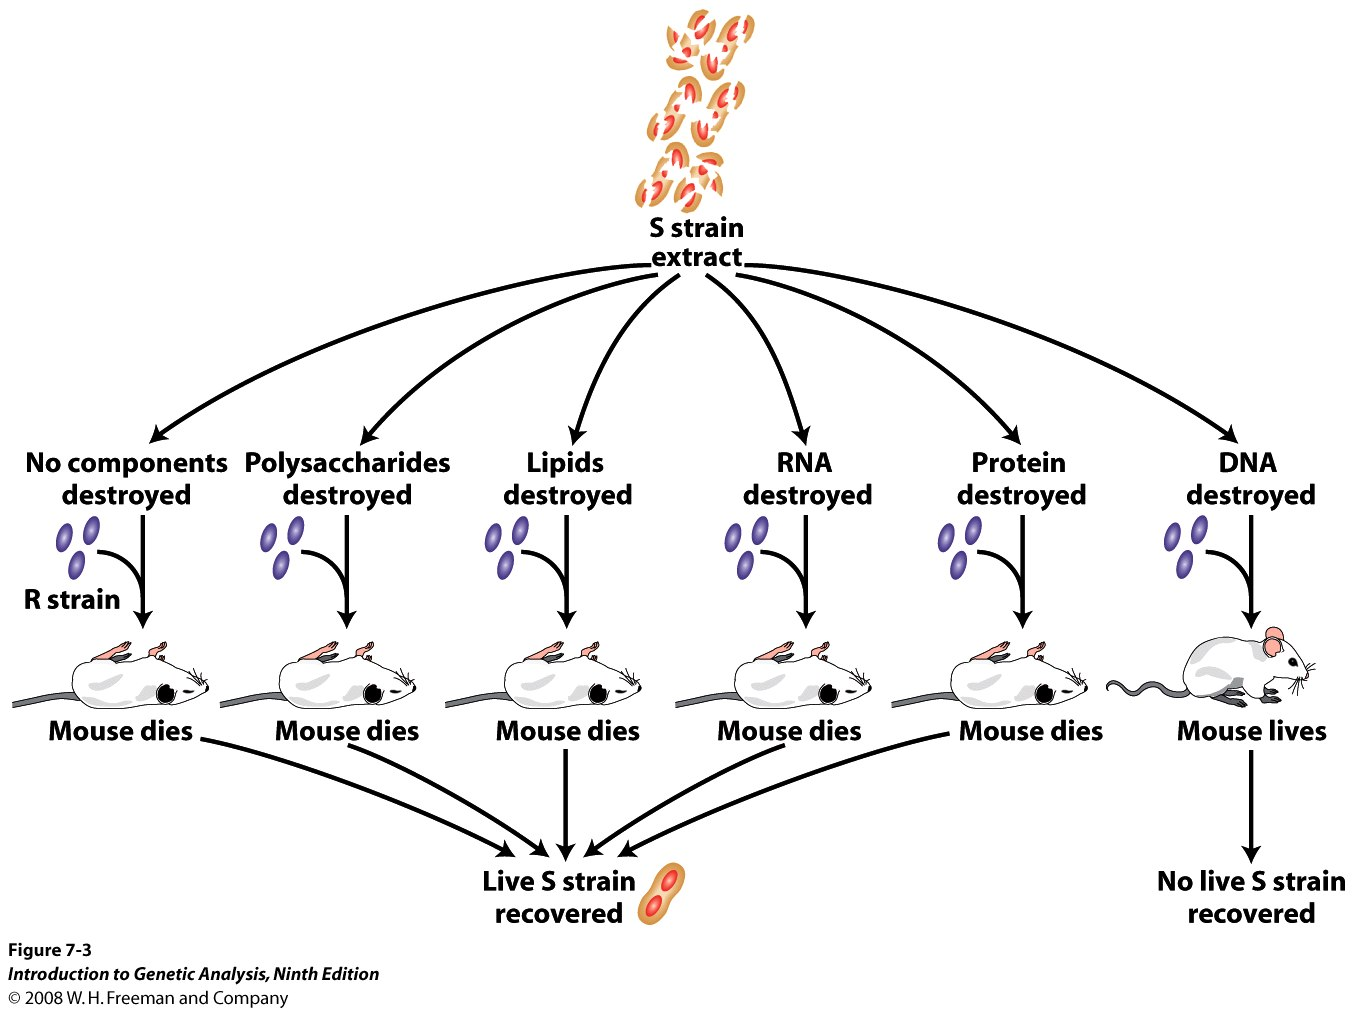 S strain
extract
No components
destroyed
Polysaccharides
destroyed
Lipids
destroyed
RNA
destroyed
Protein
destroyed
DNA
destroyed
R strain
Mouse dies
Mouse dies
Mouse dies
Mouse dies
Mouse dies
Mouse lives
Live S strain
recovered
No live S strain
recovered
Figure 7-3
Introduction to Genetic Analysis, Ninth Edition
© 2008 W. H. Freeman and Company